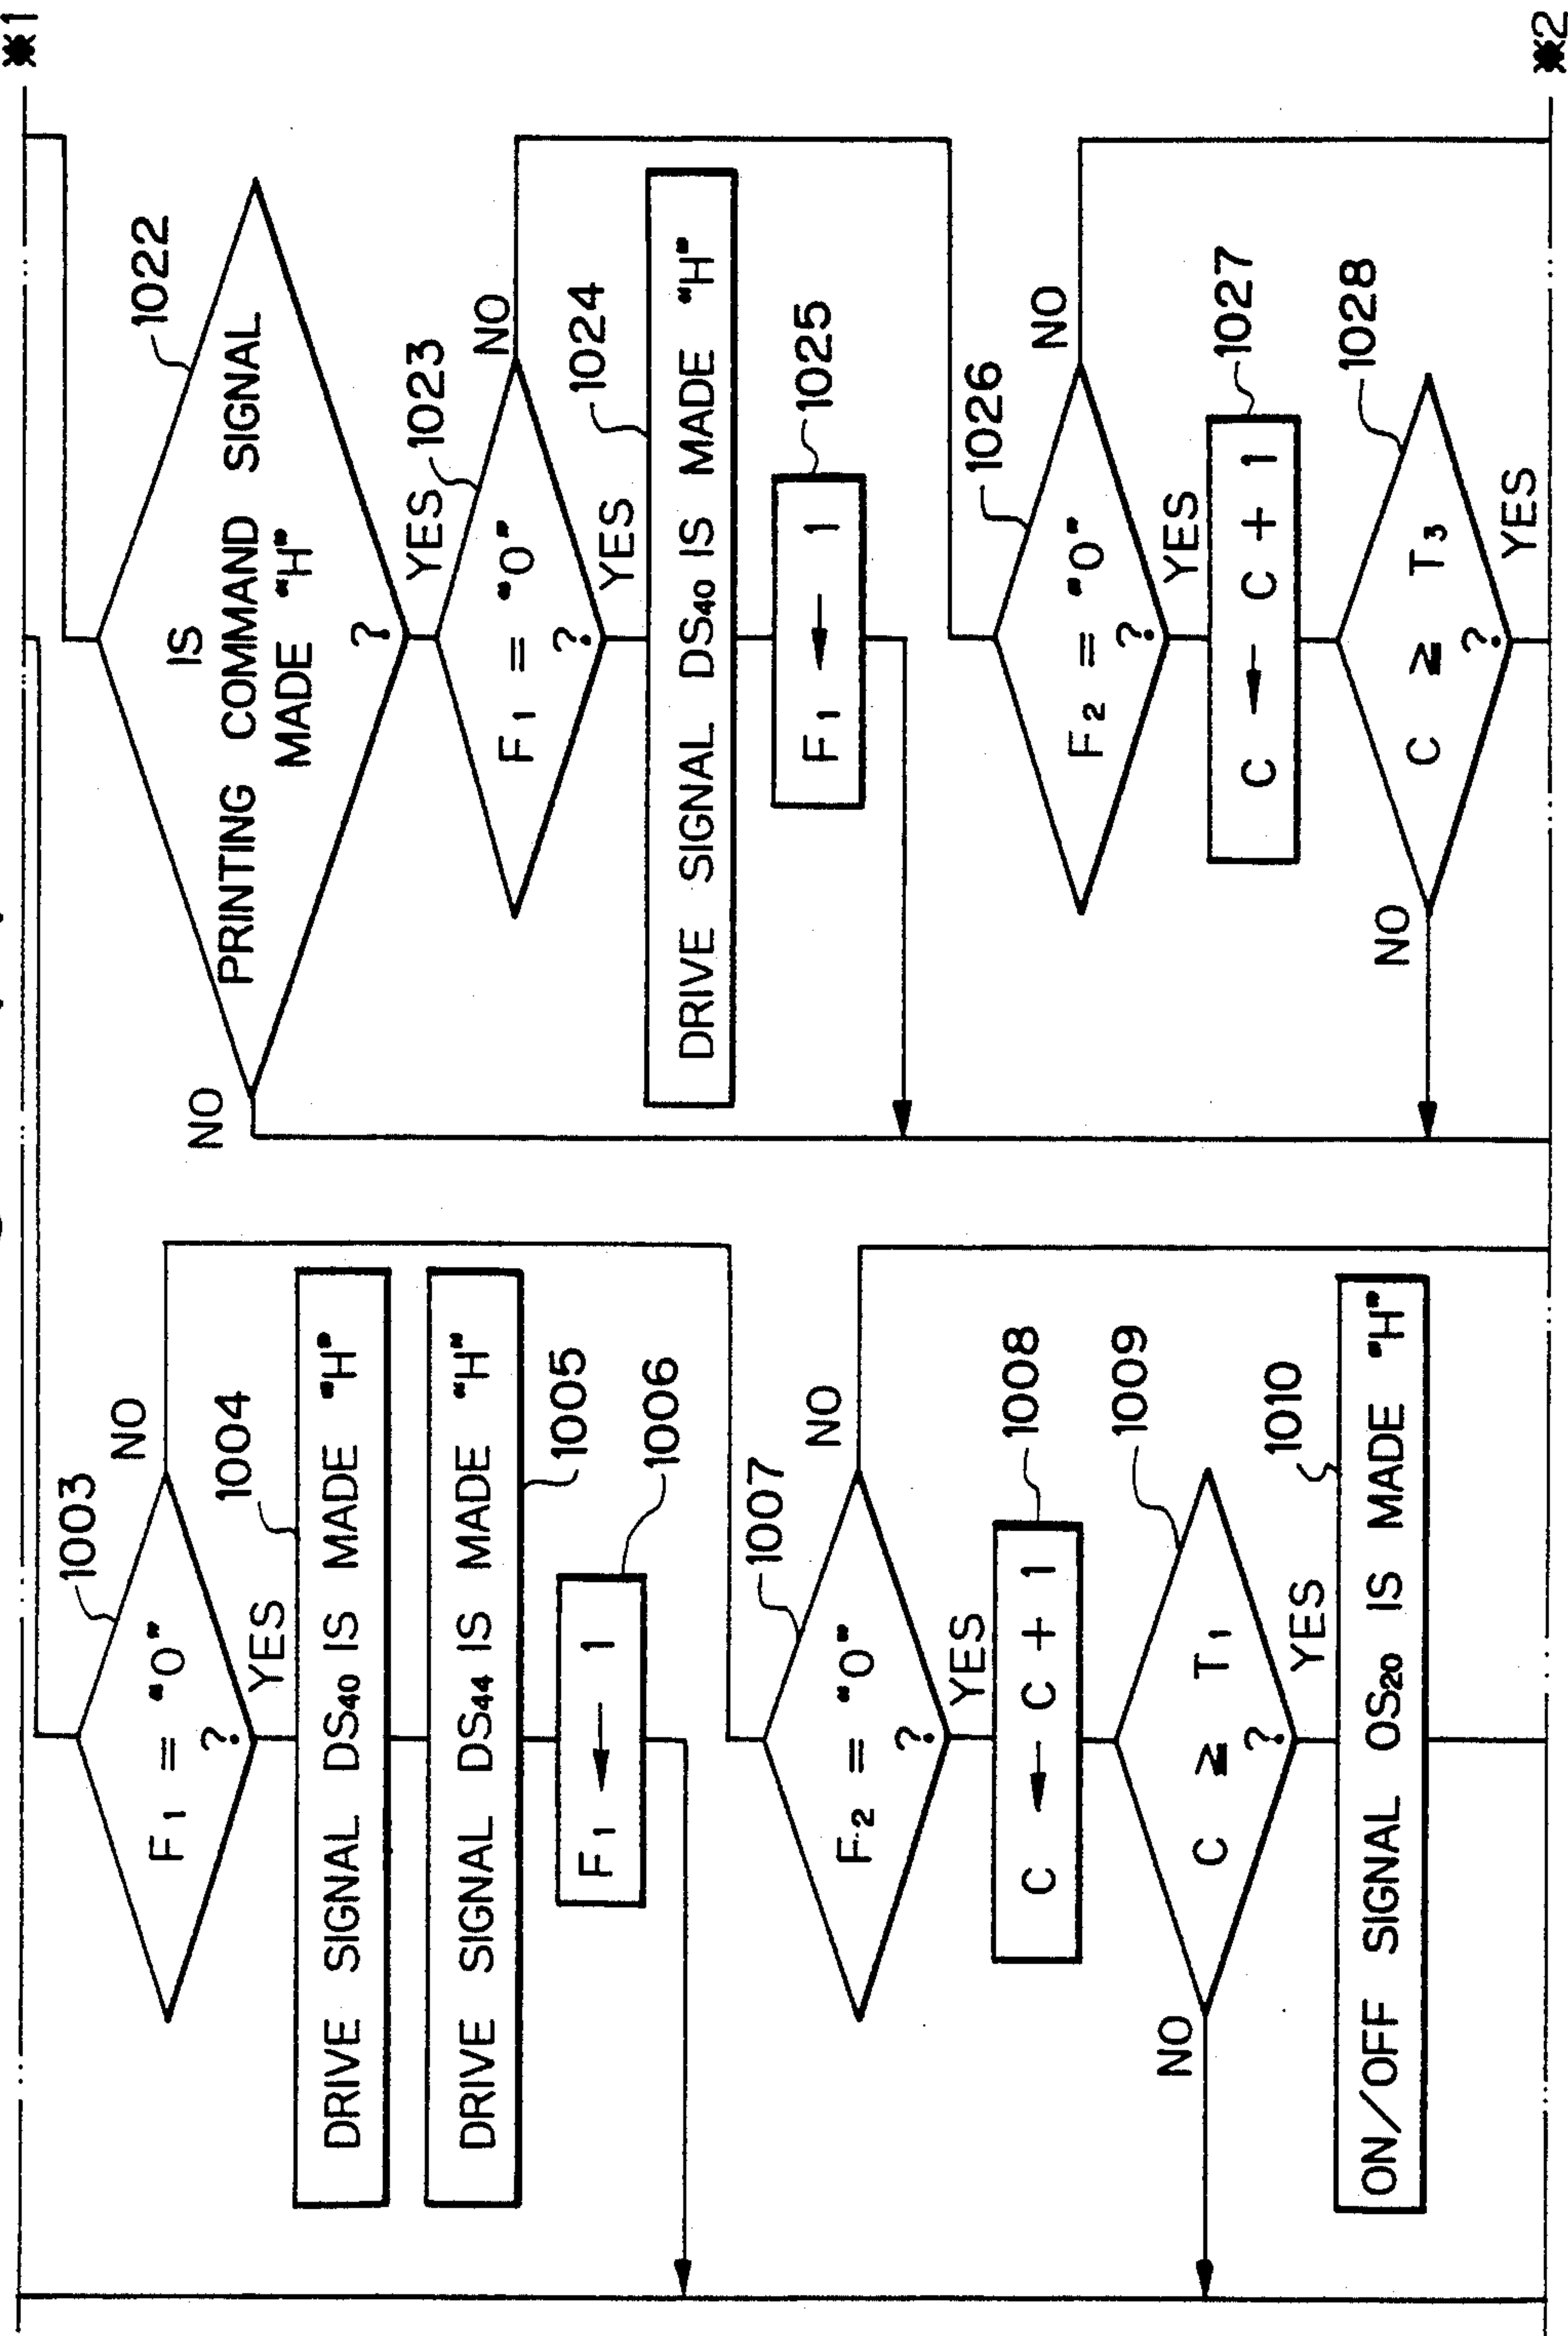 ※1
1003
F1 = "0"
?
NO
YES
1004
DRIVE SIGNAL DS40 IS MADE "H"
DRIVE SIGNAL DS44 IS MADE "H"
1005
F1 ← 1
1006
1007
F2 = "0"
?
NO
YES
C ← C + 1
1008
1009
C ≥ T1
?
NO
YES
1010
ON/OFF SIGNAL OS20 IS MADE "H"
1022
IS
PRINTING COMMAND SIGNAL
MADE "H"
?
NO
YES
1023
F1 = "0"
?
NO
YES
1024
DRIVE SIGNAL DS40 IS MADE "H"
F1 ← 1
1025
1026
F2 = "0"
?
NO
YES
C ← C + 1
1027
1028
C ≥ T3
?
NO
YES
※2